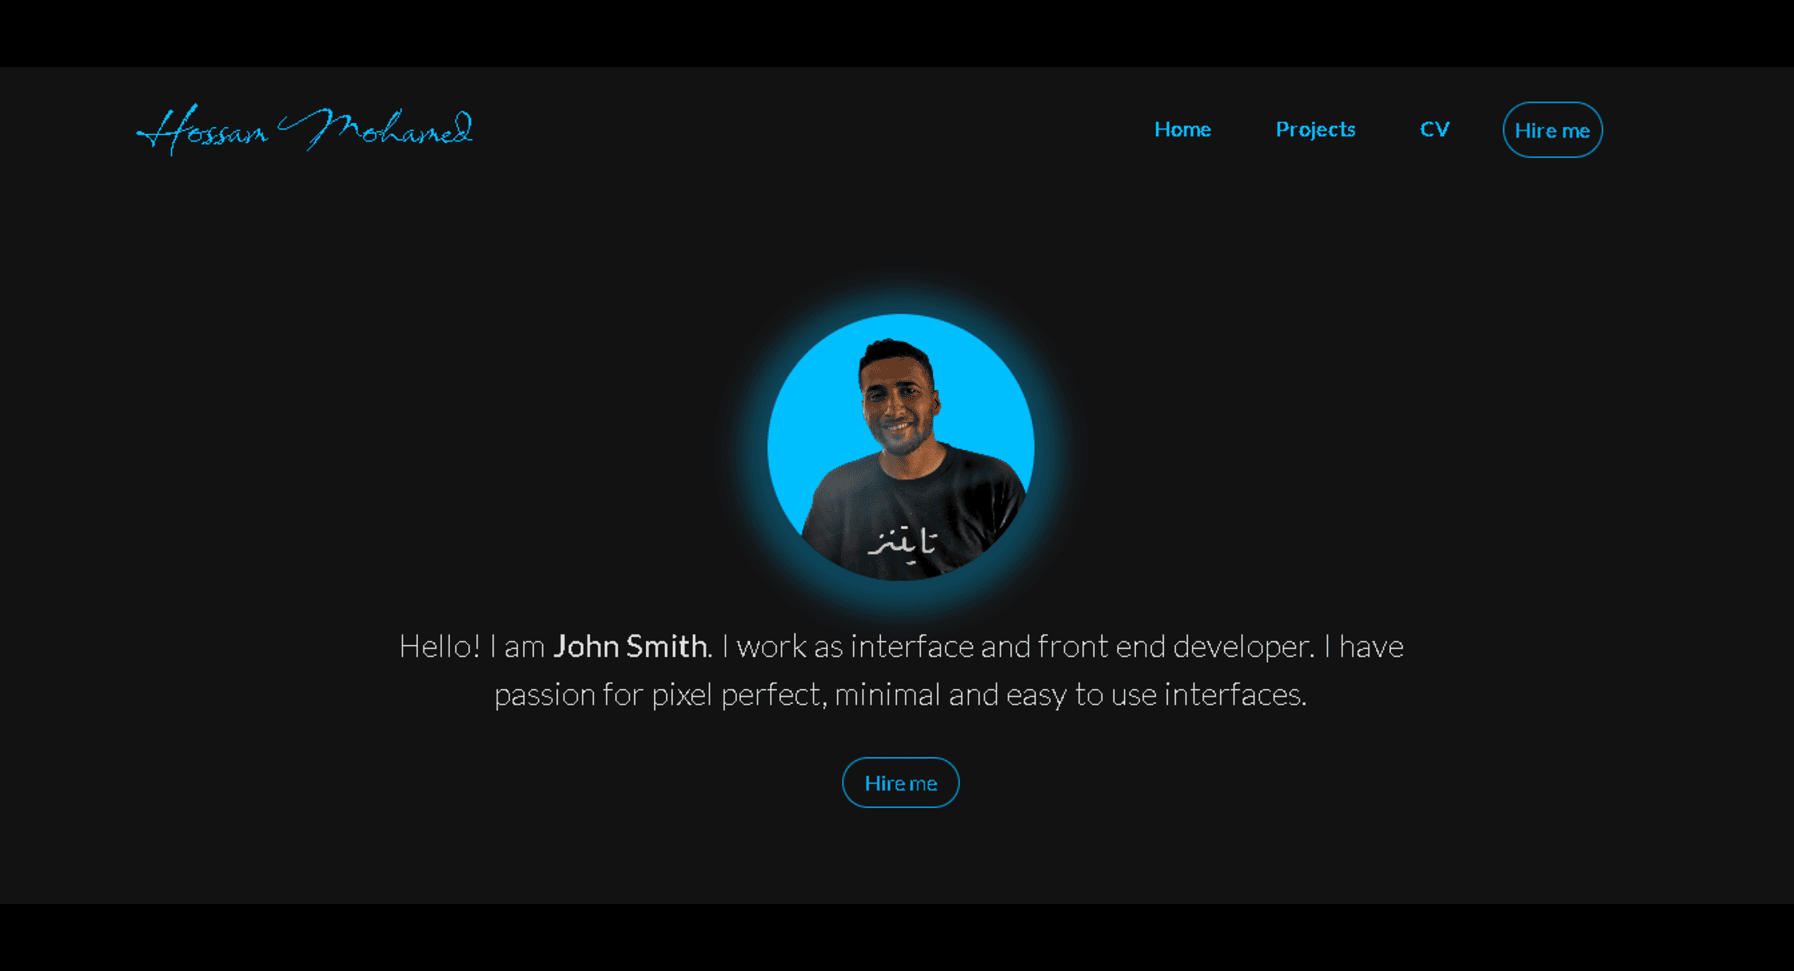 Hossam Mohamed
Home Projects CV Hire me
تايتنز
Hello! I am John Smith. I work as interface and front end developer. I have
passion for pixel perfect, minimal and easy to use interfaces.
Hire me